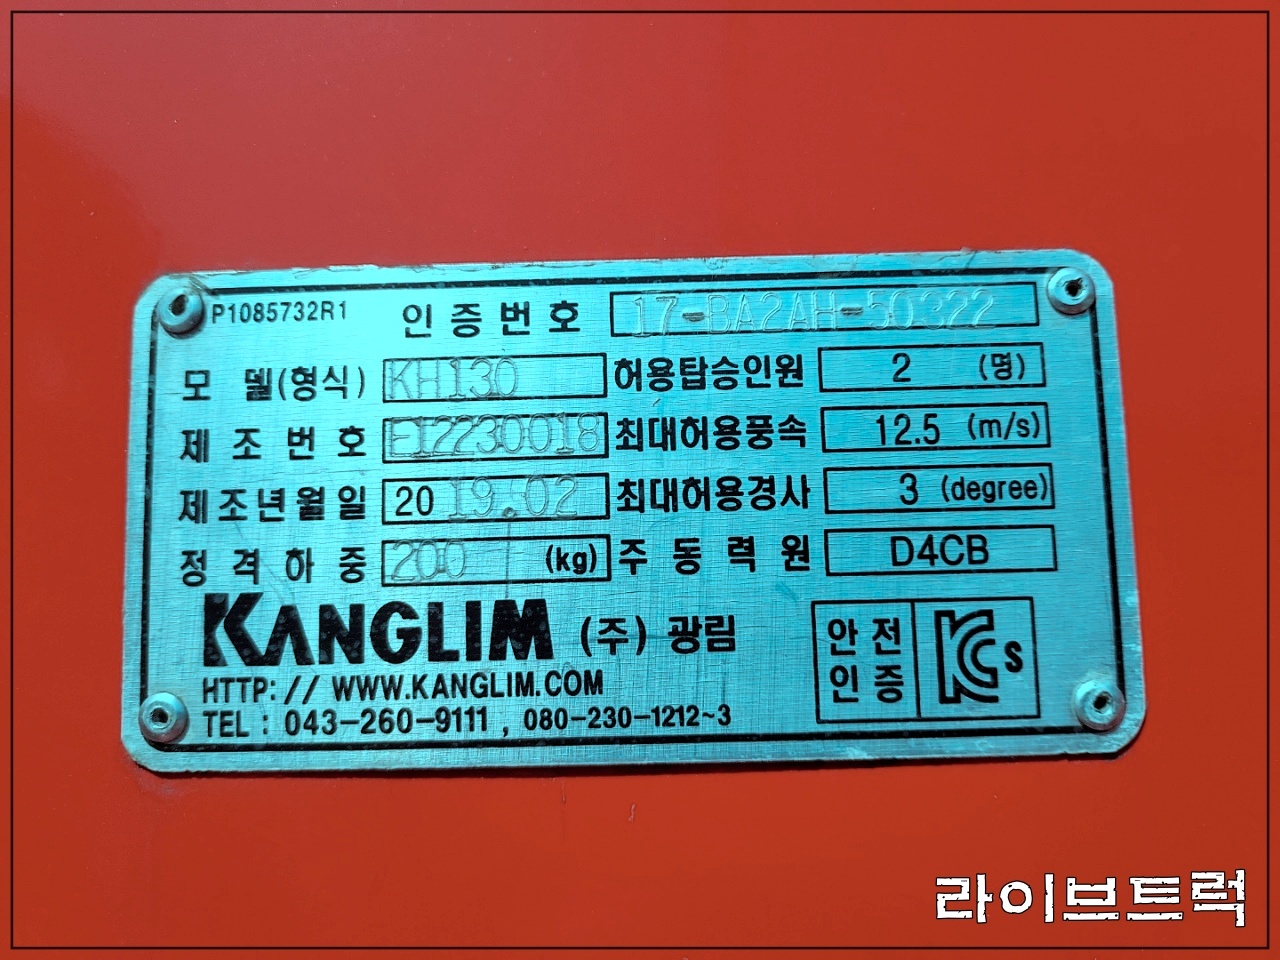 P1085732R1 인증번호 17-BA2AH-50322
모 델(형식) KH130 허용탑승인원 2 (명)
제조번호 E12230018 최대허용풍속 12.5 (m/s)
제조년월일 2019.02 최대허용경사 3 (degree)
정격하중 200 (kg) 주동력원 D4CB
KANGLIM (주) 광림
안전
인증
KCs
HTTP: // WWW.KANGLIM.COM
TEL : 043-260-9111 , 080-230-1212~3
라이브트럭